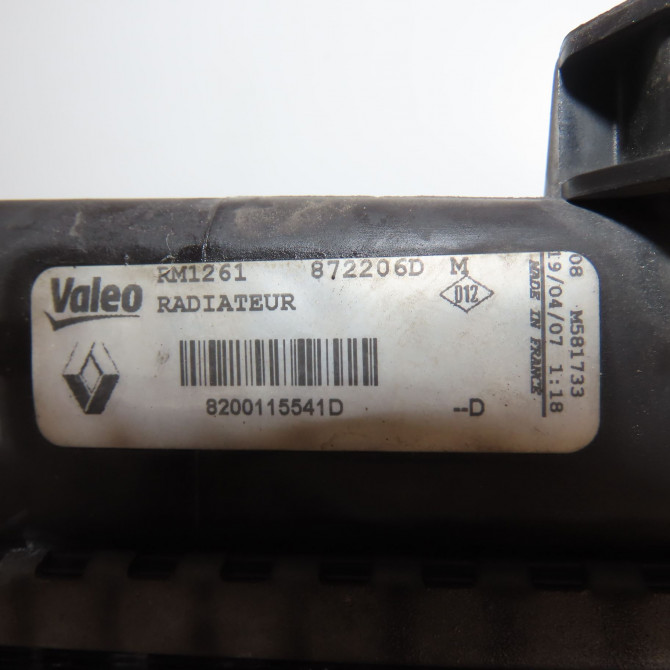 Valeo
RM1261 872206D M
RADIATEUR
D12
8200115541D --D
08 M581733
19/04/07 1:18
MADE IN FRANCE